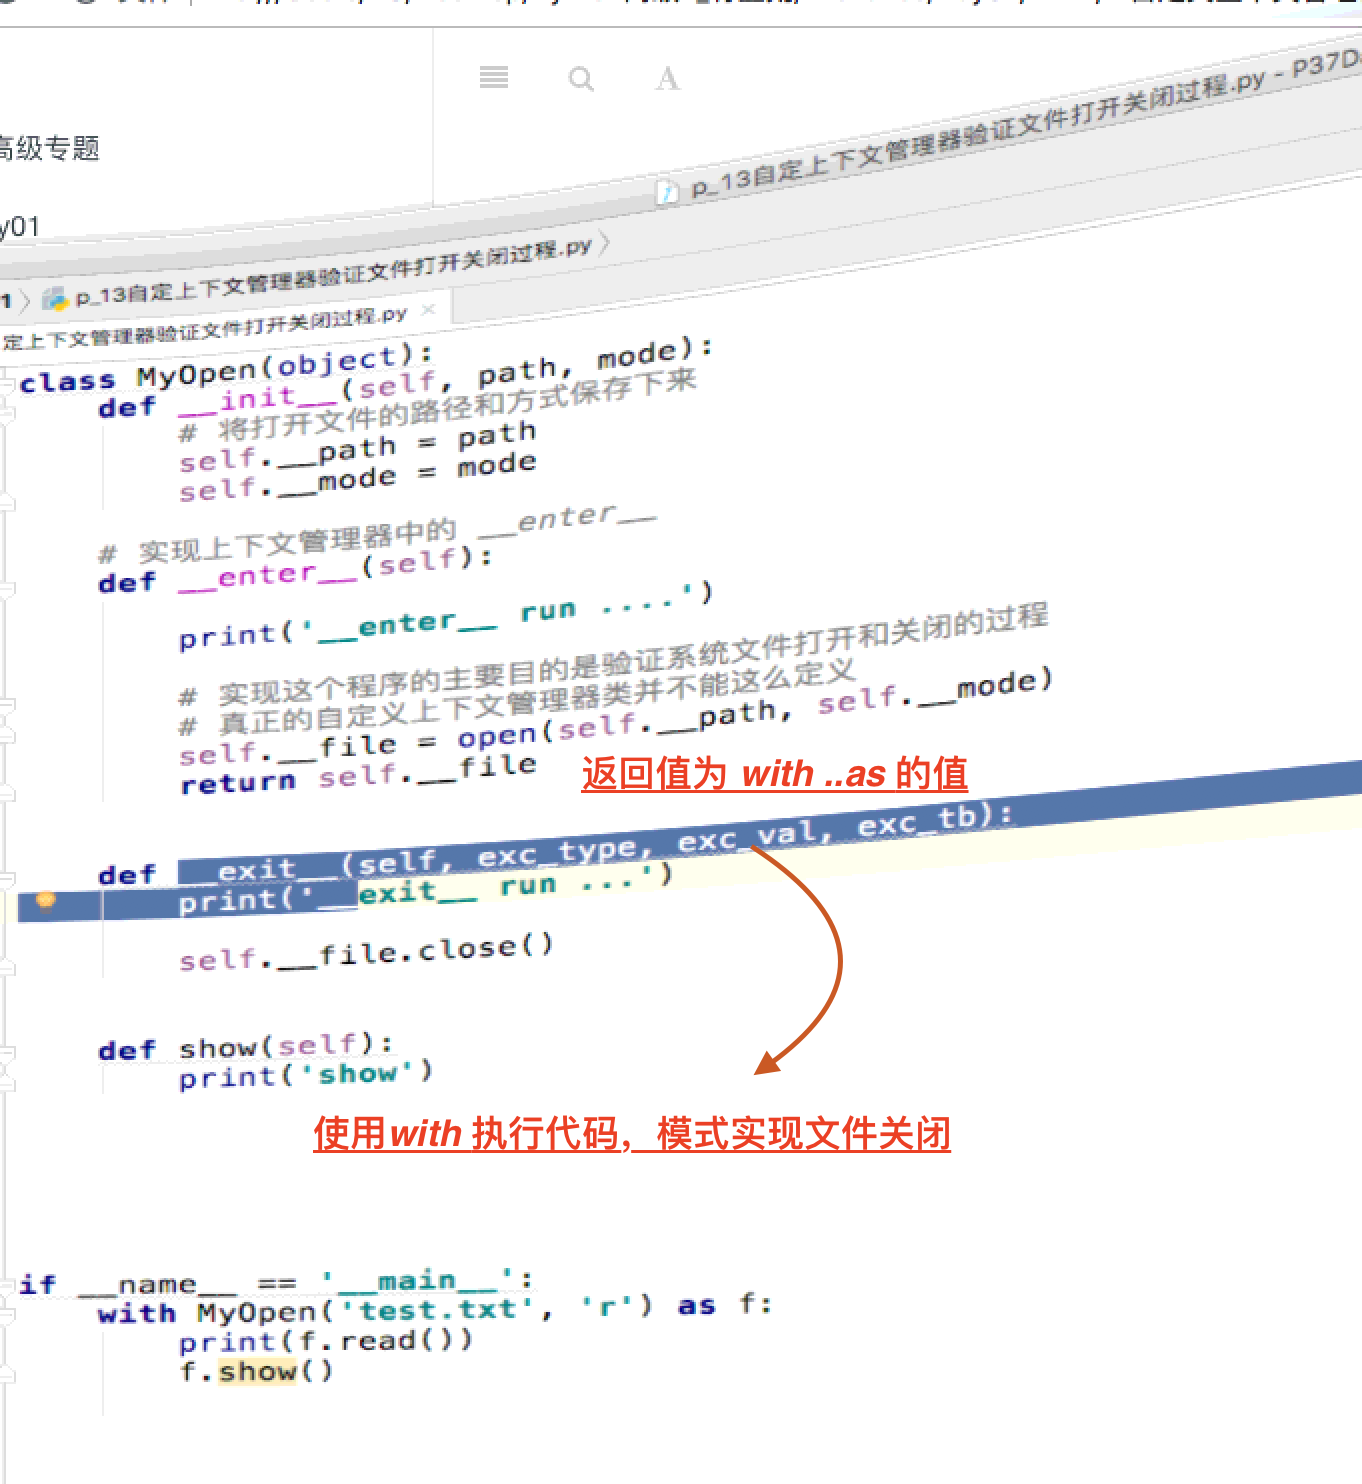 A
高级专题
y01
p_13自定上下文管理器验证文件打开关闭过程.py - P37D
1 p_13自定上下文管理器验证文件打开关闭过程.py
定上下文管理器验证文件打开关闭过程.py
class MyOpen(object):
def __init__(self, path, mode):
# 将打开文件的路径和方式保存下来
self.__path = path
self.__mode = mode
# 实现上下文管理器中的 __enter__
def __enter__(self):
print('__enter__ run ....')
# 实现这个程序的主要目的是验证系统文件打开和关闭的过程
# 真正的自定义上下文管理器类并不能这么定义
self.__file = open(self.__path, self.__mode)
return self.__file
返回值为 with ..as 的值
def __exit__(self, exc_type, exc_val, exc_tb):
print('__exit__ run ...')
self.__file.close()
def show(self):
print('show')
使用with 执行代码，模式实现文件关闭
if __name__ == '__main__':
with MyOpen('test.txt', 'r') as f:
print(f.read())
f.show()